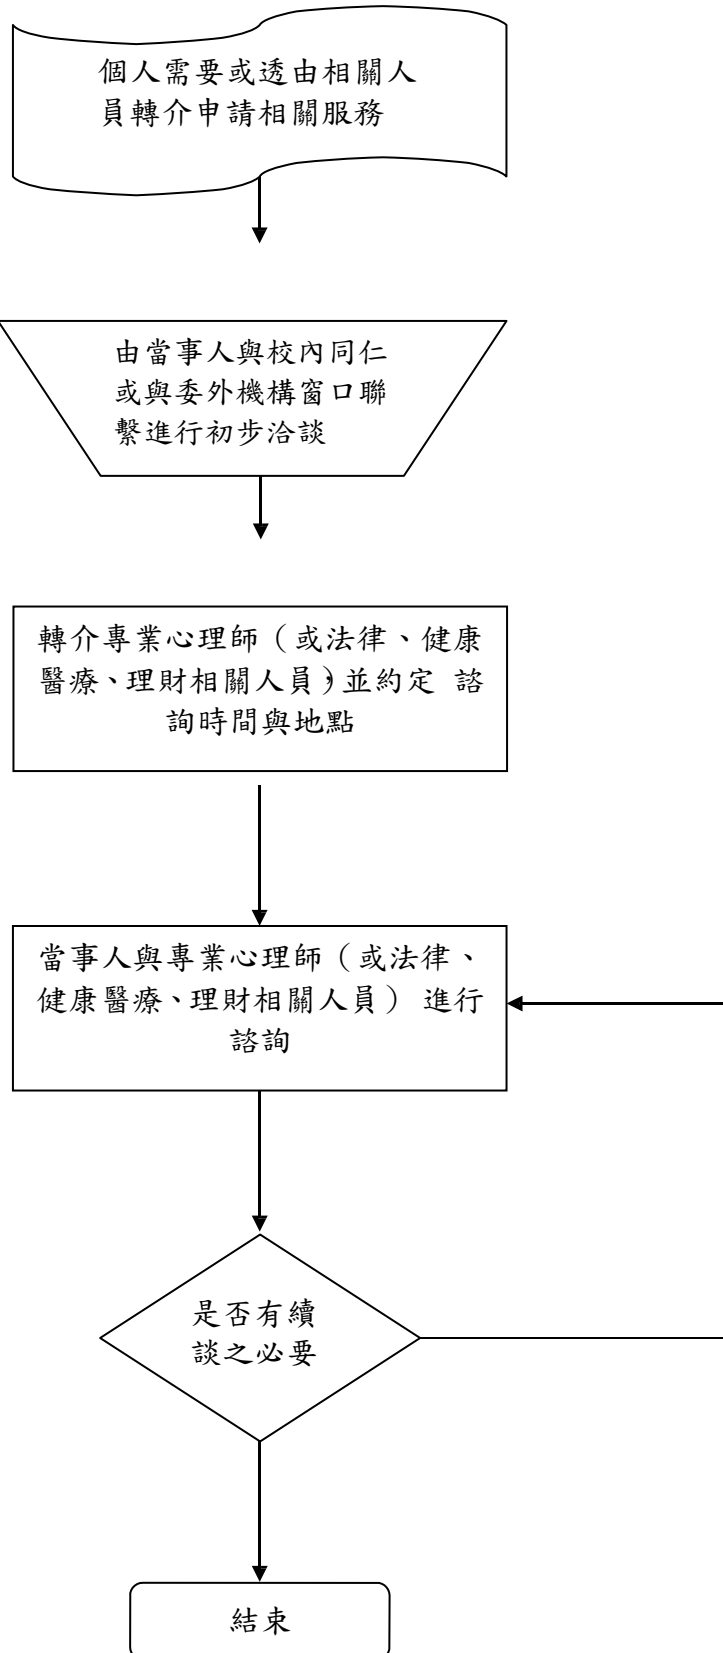 個人需要或透由相關人
員轉介申請相關服務
由當事人與校內同仁
或與委外機構窗口聯
繫進行初步洽談
轉介專業心理師（或法律、健康
醫療、理財相關人員），並約定 諮
詢時間與地點
當事人與專業心理師（或法律、
健康醫療、理財相關人員） 進行
諮詢
是否有續
談之必要
結束